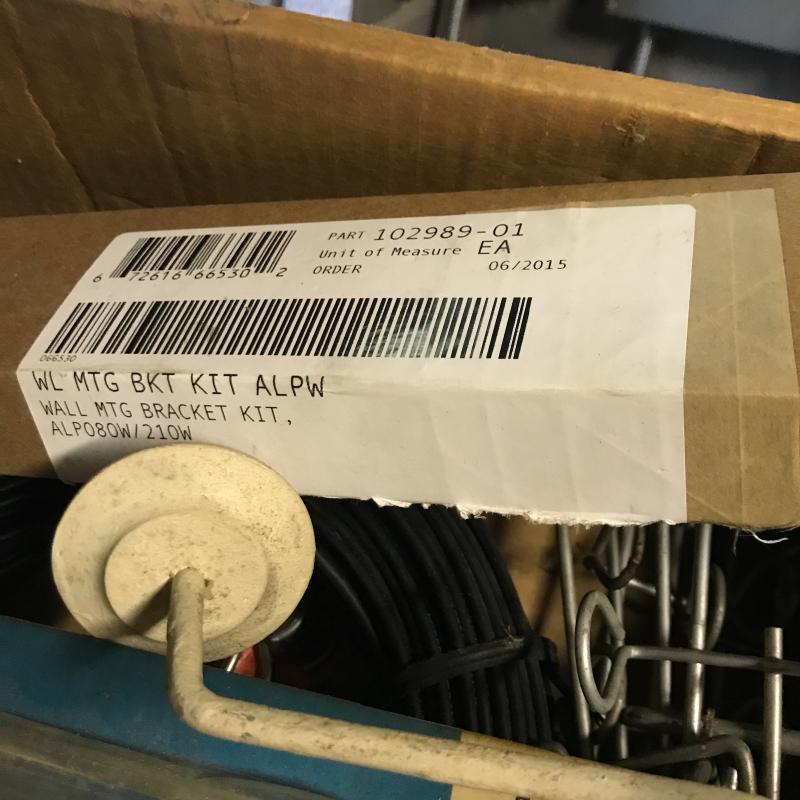 PART 102989-01
Unit of Measure EA
ORDER 06/2015
6 72616 66530 2
066530
WL MTG BKT KIT ALPW
WALL MTG BRACKET KIT,
ALP080W/210W